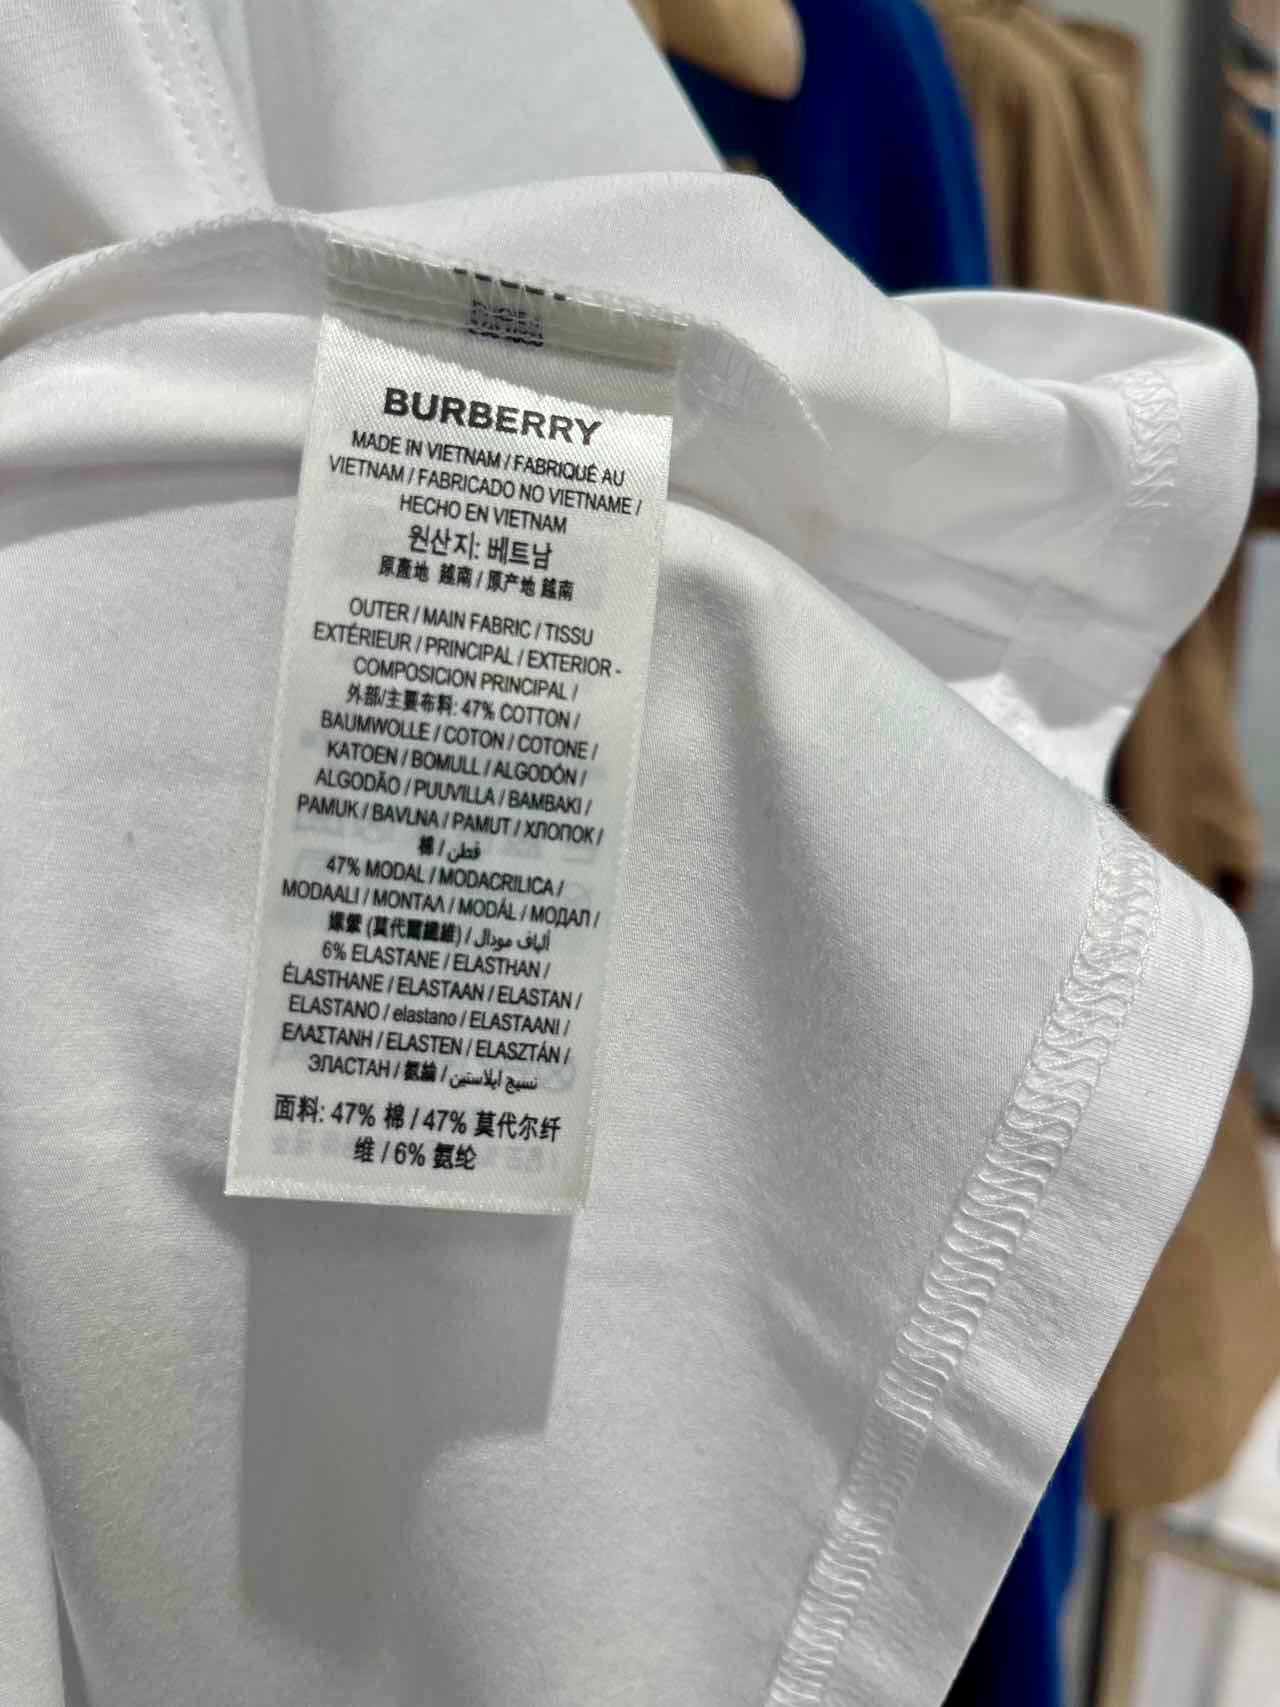 BURBERRY
MADE IN VIETNAM / FABRIQUÉ AU
VIETNAM / FABRICADO NO VIETNAME /
HECHO EN VIETNAM
원산지: 베트남
原產地 越南 / 原产地 越南
OUTER / MAIN FABRIC / TISSU
EXTÉRIEUR / PRINCIPAL / EXTERIOR -
COMPOSICION PRINCIPAL /
外部/主要布料: 47% COTTON /
BAUMWOLLE / COTON / COTONE /
KATOEN / BOMULL / ALGODÓN /
ALGODÃO / PUUVILLA / BAMBAKI /
PAMUK / BAVLNA / PAMUT / ХЛОПОК /
棉 / قطن
47% MODAL / MODACRILICA /
MODAALI / ΜΟΝΤΑΛ / MODÁL / МОДАЛ /
嫘縈 (莫代爾纖維) / ألياف مودال
6% ELASTANE / ELASTHAN /
ÉLASTHANE / ELASTAAN / ELASTAN /
ELASTANO / elastano / ELASTAANI /
ΕΛΑΣΤΑΝΗ / ELASTEN / ELASZTÁN /
ЭЛАСТАН / 氨綸 / نسيج ايلاستين
面料: 47% 棉 / 47% 莫代尔纤
维 / 6% 氨纶